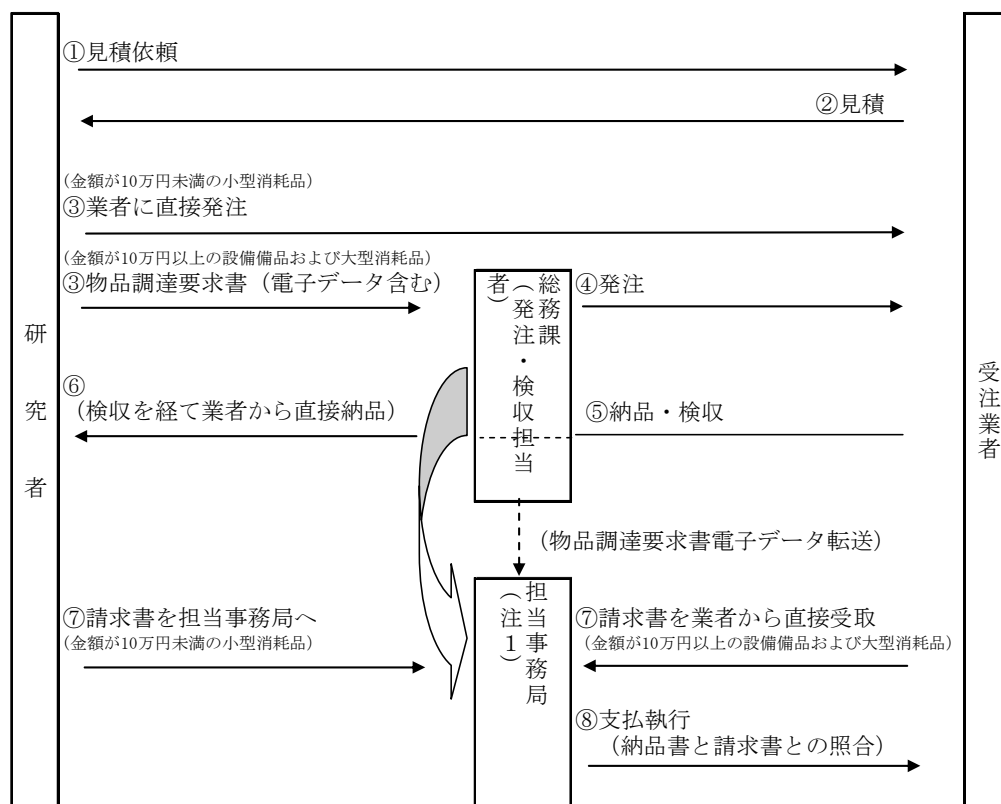 ①見積依頼
②見積
(金額が10万円未満の小型消耗品)
③業者に直接発注
(金額が10万円以上の設備備品および大型消耗品)
③物品調達要求書（電子データ含む）
総務課
（発注・検収担当
者）
④発注
研究者
受注業者
⑥
（検収を経て業者から直接納品）
⑤納品・検収
（物品調達要求書電子データ転送）
担当事務局
（注１）
⑦請求書を担当事務局へ
(金額が10万円未満の小型消耗品)
⑦請求書を業者から直接受取
(金額が10万円以上の設備備品および大型消耗品)
⑧支払執行
（納品書と請求書との照合）